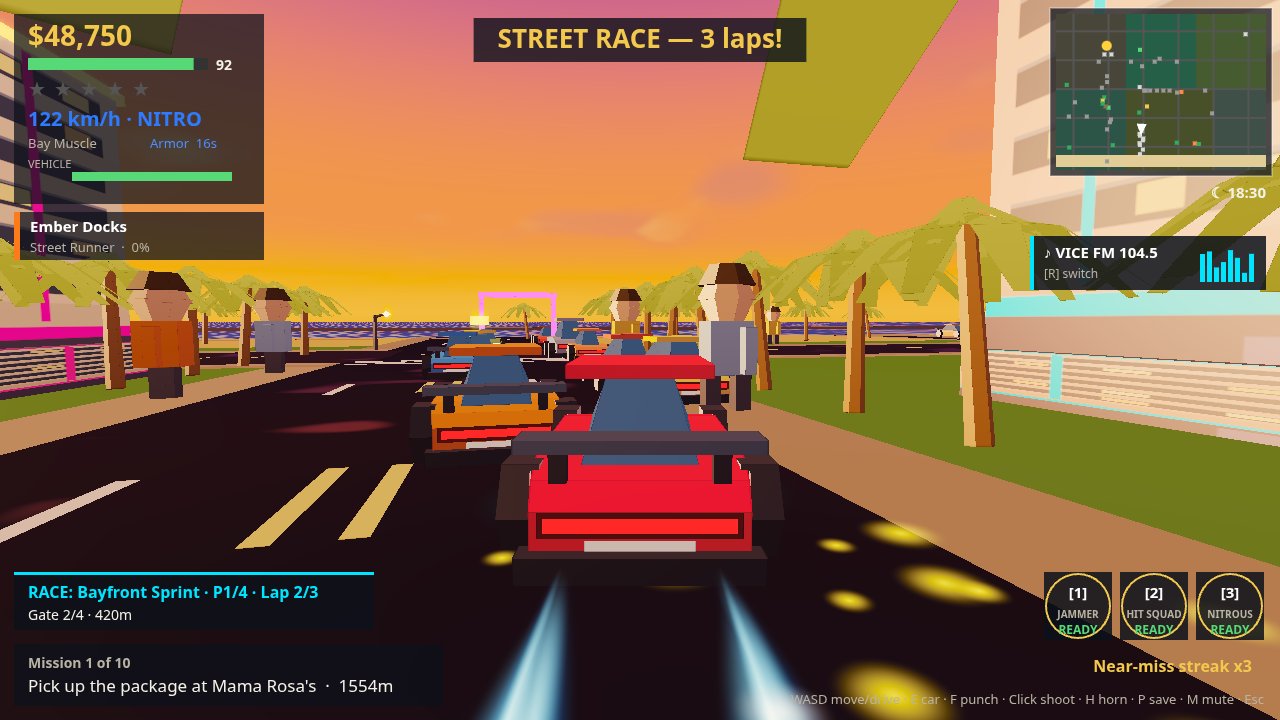 $48,750
92
★ ★ ★ ★ ★
122 km/h · NITRO
Bay Muscle Armor 16s
VEHICLE
Ember Docks
Street Runner · 0%
STREET RACE — 3 laps!
☾ 18:30
♪ VICE FM 104.5
[R] switch
RACE: Bayfront Sprint · P1/4 · Lap 2/3
Gate 2/4 · 420m
Mission 1 of 10
Pick up the package at Mama Rosa's · 1554m
[1] [2] [3]
JAMMER HIT SQUAD NITROUS
READY READY READY
Near-miss streak x3
WASD move/drive · E car · F punch · Click shoot · H horn · P save · M mute · Esc